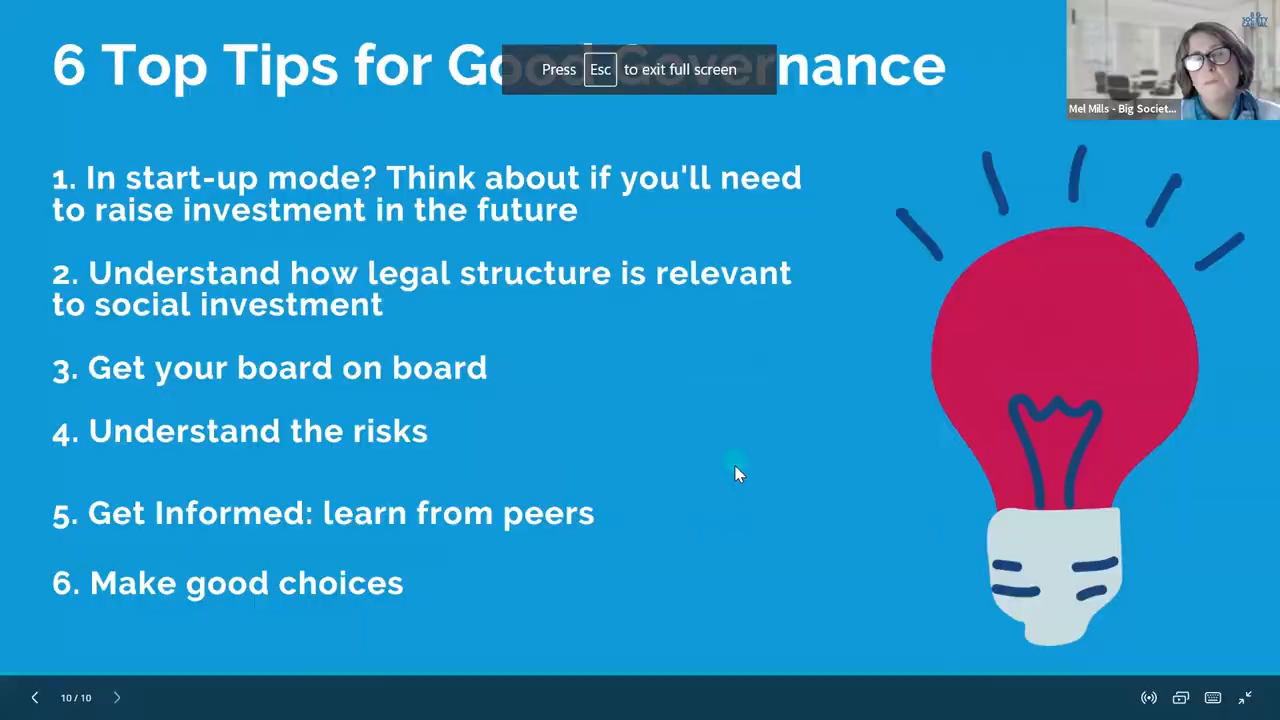 6 Top Tips for Good Governance
Press Esc to exit full screen
Mel Mills - Big Societ...
1. In start-up mode? Think about if you'll need
to raise investment in the future
2. Understand how legal structure is relevant
to social investment
3. Get your board on board
4. Understand the risks
5. Get Informed: learn from peers
6. Make good choices
10 / 10